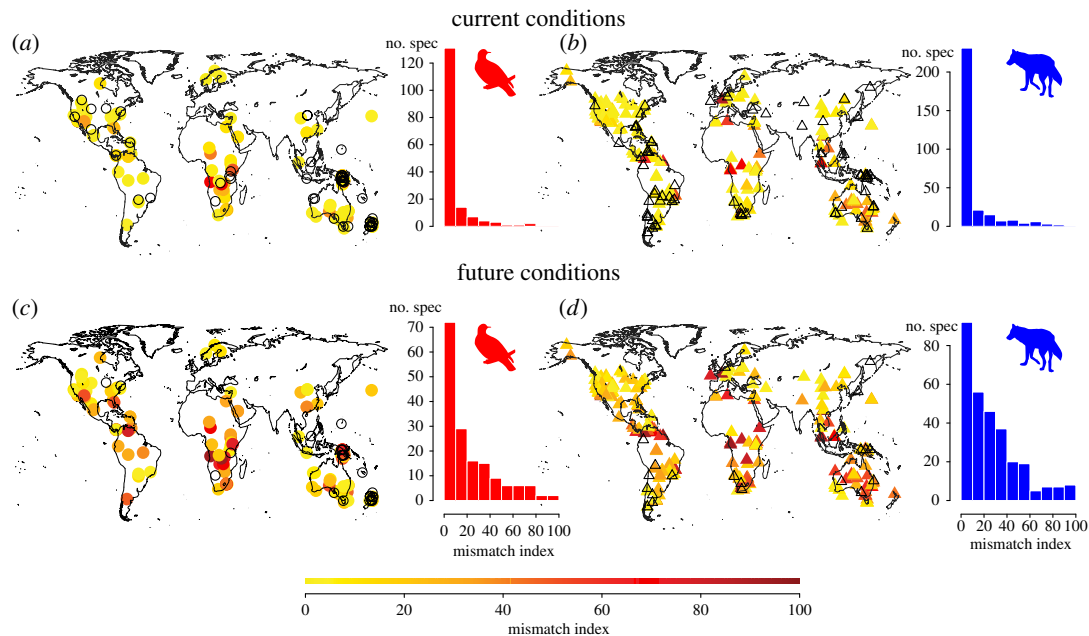 current conditions
(a)
no. spec
120
100
80
60
40
20
0
(b)
no. spec
200
150
100
50
0
future conditions
(c)
no. spec
70
60
50
40
30
20
10
0
0 20 40 60 80 100
mismatch index
(d)
no. spec
80
60
40
20
0
0 20 40 60 80 100
mismatch index
0 20 40 60 80 100
mismatch index